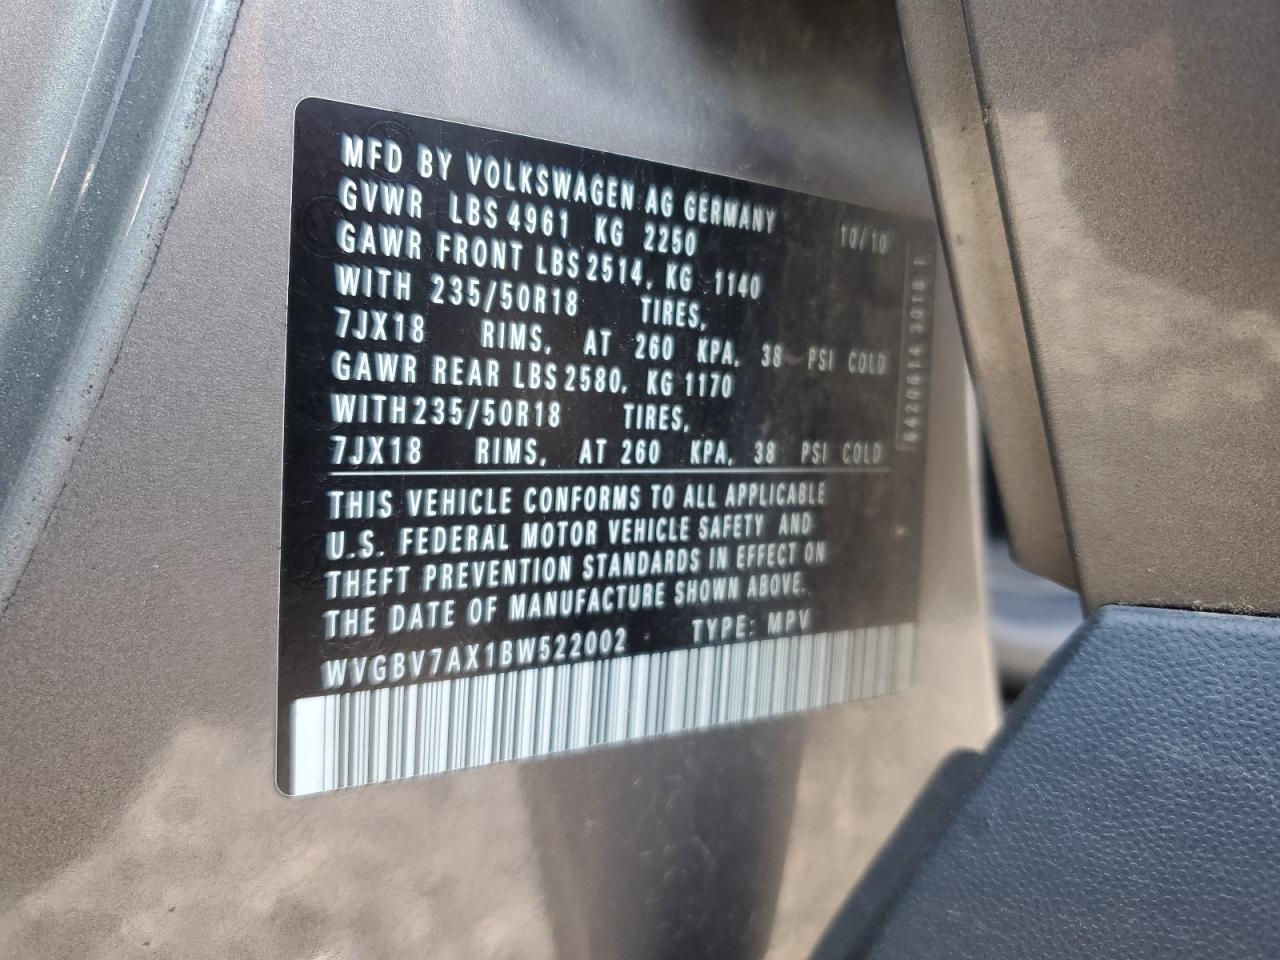 MFD BY VOLKSWAGEN AG GERMANY 10/10
GVWR LBS 4961 KG 2250
GAWR FRONT LBS 2514, KG 1140
WITH 235/50R18 TIRES,
7JX18 RIMS, AT 260 KPA, 38 PSI COLD
GAWR REAR LBS 2580, KG 1170
WITH 235/50R18 TIRES,
7JX18 RIMS, AT 260 KPA, 38 PSI COLD
THIS VEHICLE CONFORMS TO ALL APPLICABLE
U.S. FEDERAL MOTOR VEHICLE SAFETY AND
THEFT PREVENTION STANDARDS IN EFFECT ON
THE DATE OF MANUFACTURE SHOWN ABOVE.
WVGBV7AX1BW522002 TYPE: MPV